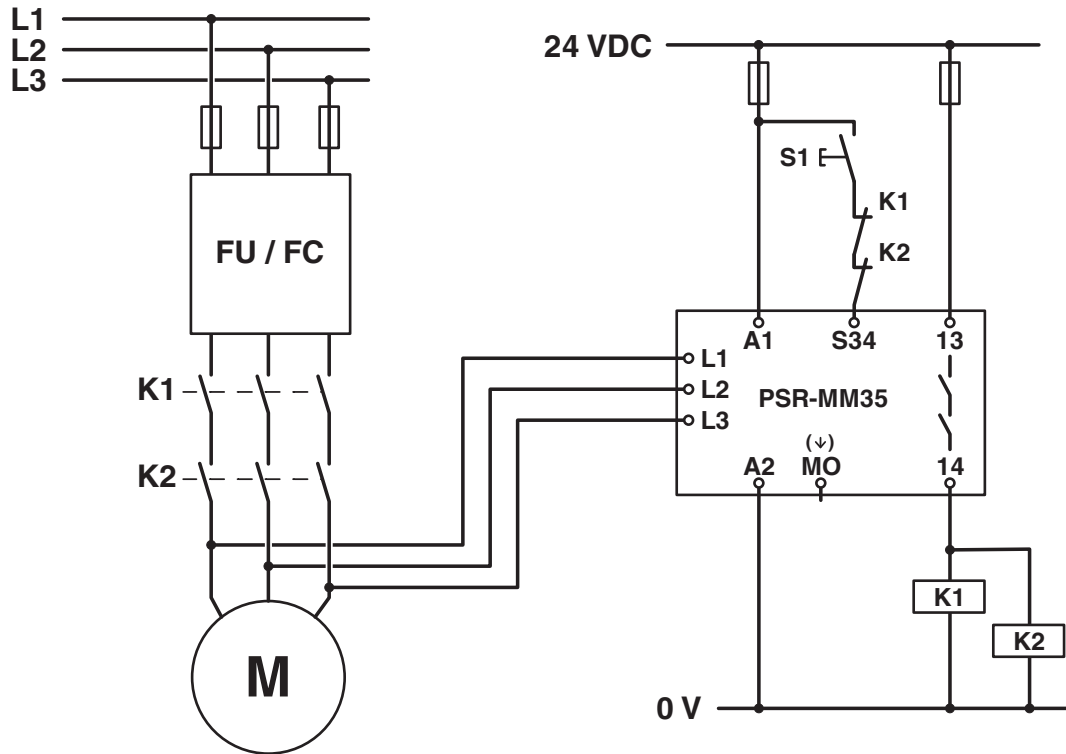 L1
L2
L3
FU / FC
K1
K2
M
24 VDC
S1
K1
K2
A1
S34
13
L1
L2
L3
PSR-MM35
(↓)
A2
MO
14
K1
K2
0 V